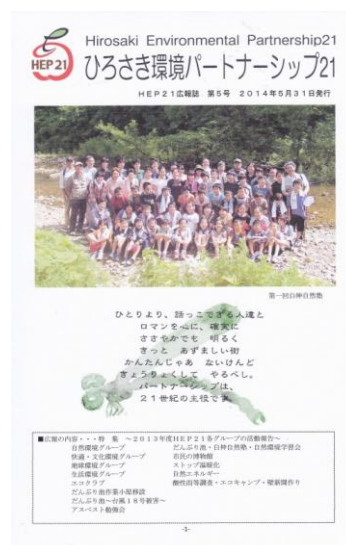 HEP 21
Hirosaki Environmental Partnership21
ひろさき環境パートナーシップ21
HEP21広報誌 第5号 2014年5月31日発行
第一回白神自然塾
ひとりより、語っこできる人達と
ロマンを心に、確実に
ささやかでも 明るく
きっと あずましい街
かんたんじゃあ ないけんど
きょうりょくして やるべし。
パートナーシップは、
21世紀の主役です。
■広報の内容・・・特 集 ~2013年度HEP21各グループの活動報告~
自然環境グループ だんぶり池・白神自然塾・自然環境学習会
快適・文化環境グループ 市民の博物館
地球環境グループ ストップ温暖化
生活環境グループ 自然エネルギー
エコクラブ 酸性雨等調査・エコキャンプ・壁新聞作り
だんぶり池作業小屋移設
だんぶり池~台風18号被害~
アスベスト勉強会
-1-